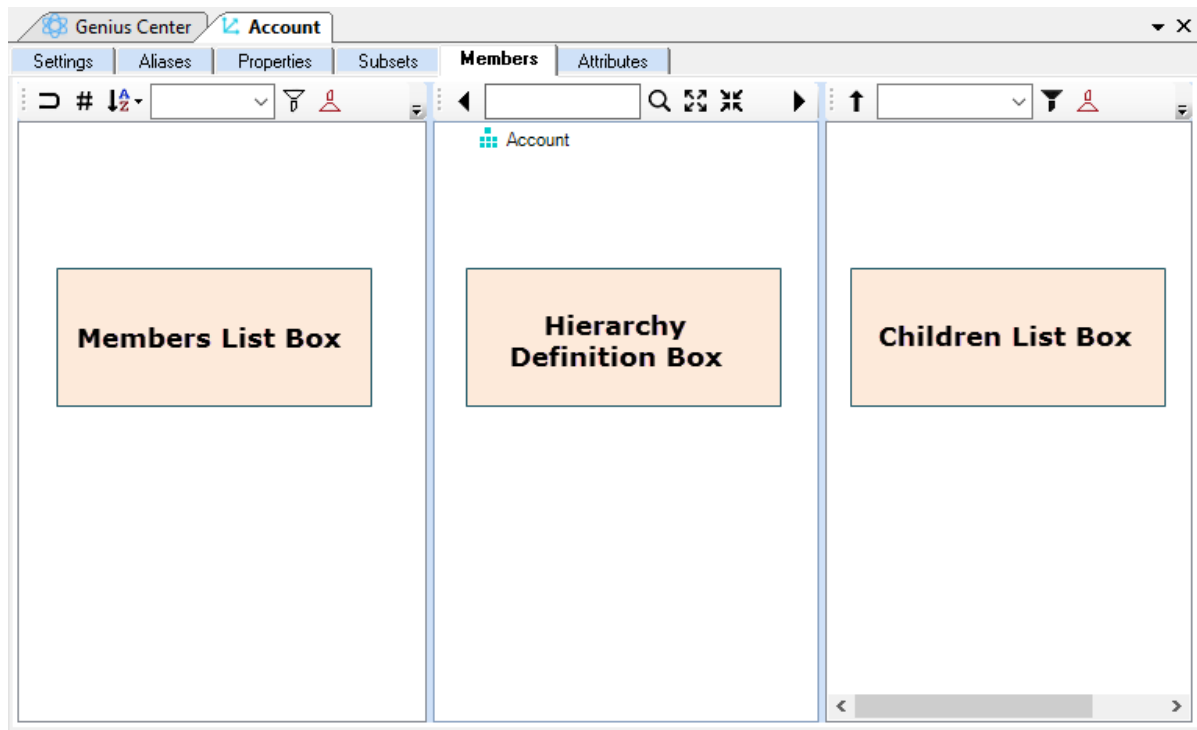 Genius Center Account
Settings Aliases Properties Subsets Members Attributes
#
Account
Members List Box
Hierarchy
Definition Box
Children List Box